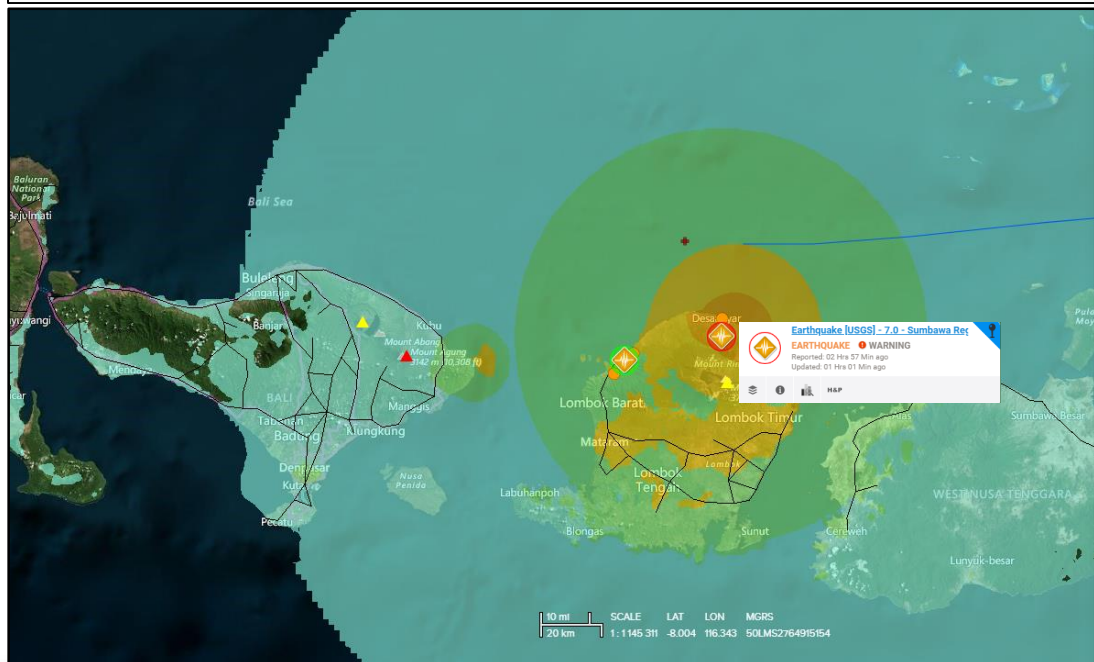 Baluran
National
Park
Bajulmati
Bali Sea
Buleleng
Singaraja
Banjar
Kubu
Mount Abang
Mount Agung
3142 m (10,308 ft)
BALI
Manggis
Tabanan
Badung
Klungkung
Denpasar
Kuta
Nusa
Penida
Pecatu
Lombok Barat
Mataram
Lombok Timur
Lombok
Lombok
Tengah
Labuhanpoh
Blongas
Sunut
Earthquake [USGS] - 7.0 - Sumbawa Reg
EARTHQUAKE
WARNING
Reported: 02 Hrs 57 Min ago
Updated: 01 Hrs 01 Min ago
H&P
Sumbawa Besar
WEST NUSA TENGGARA
Cereweh
Lunyuk-besar
10 mi
20 km
SCALE LAT LON MGRS
1 : 1 145 311 -8.004 116.343 50LMS2764915154